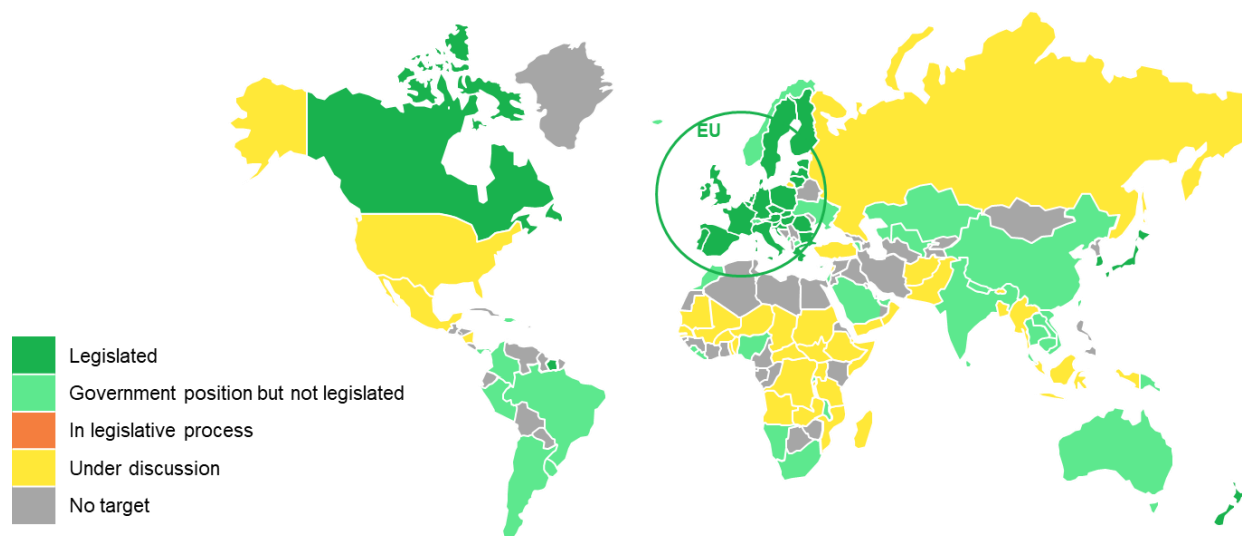 EU
Legislated
Government position but not legislated
In legislative process
Under discussion
No target